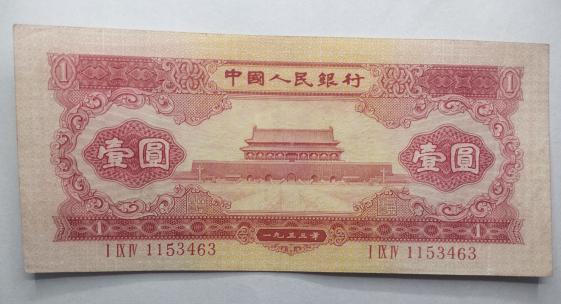 1 中國人民銀行 1
壹圓 壹圓
1 一九五三年 1
I IX IV 1153463 I IX IV 1153463